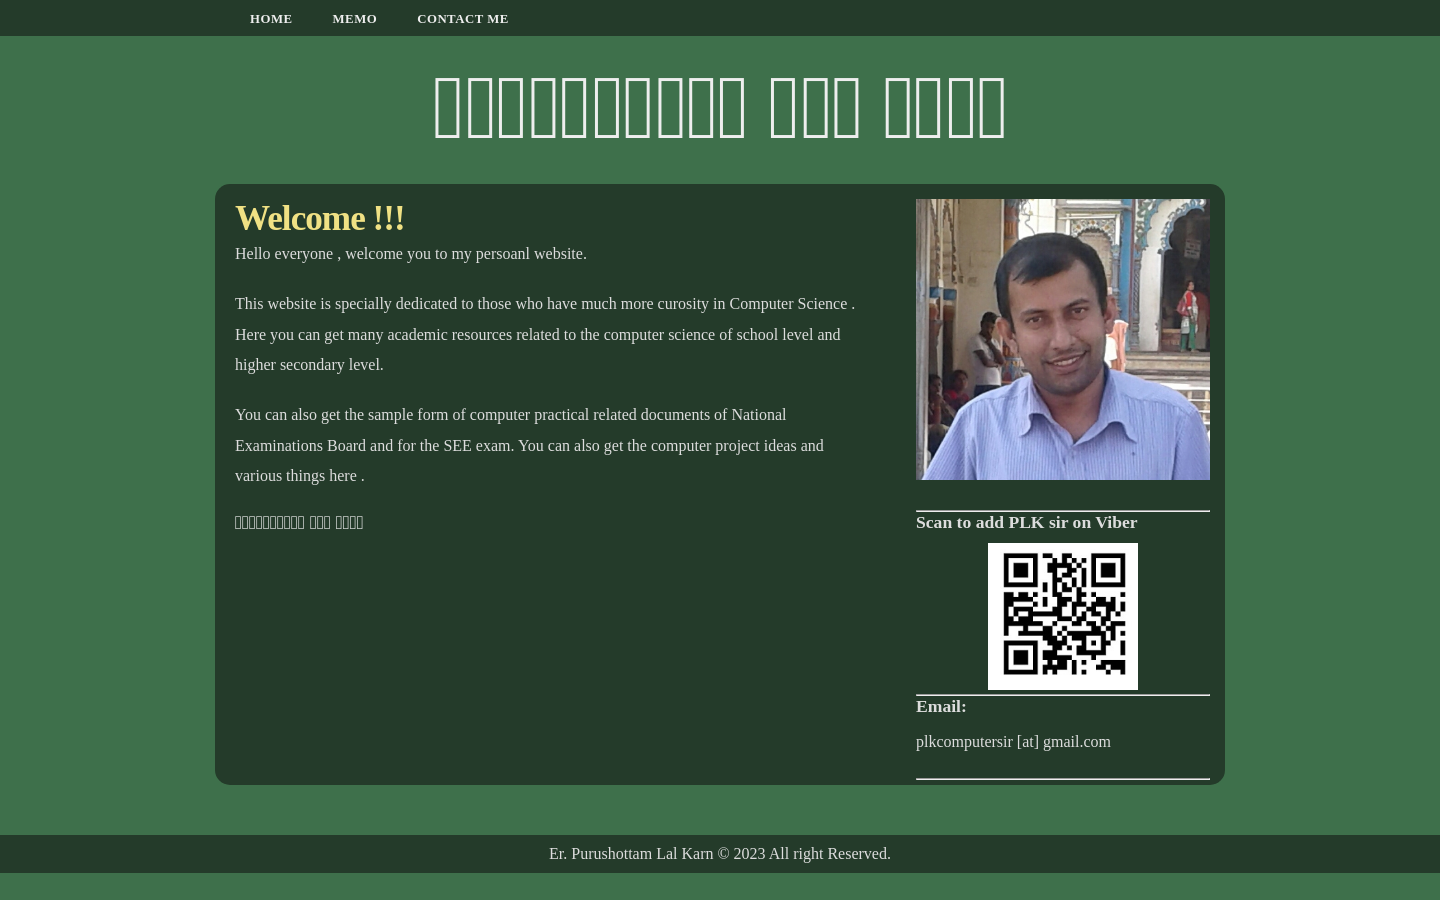 HOME
MEMO
CONTACT ME
Welcome !!!
Hello everyone , welcome you to my persoanl website.
This website is specially dedicated to those who have much more curosity in Computer Science .
Here you can get many academic resources related to the computer science of school level and
higher secondary level.
You can also get the sample form of computer practical related documents of National
Examinations Board and for the SEE exam. You can also get the computer project ideas and
various things here .
Scan to add PLK sir on Viber
Email:
plkcomputersir [at] gmail.com
Er. Purushottam Lal Karn © 2023 All right Reserved.